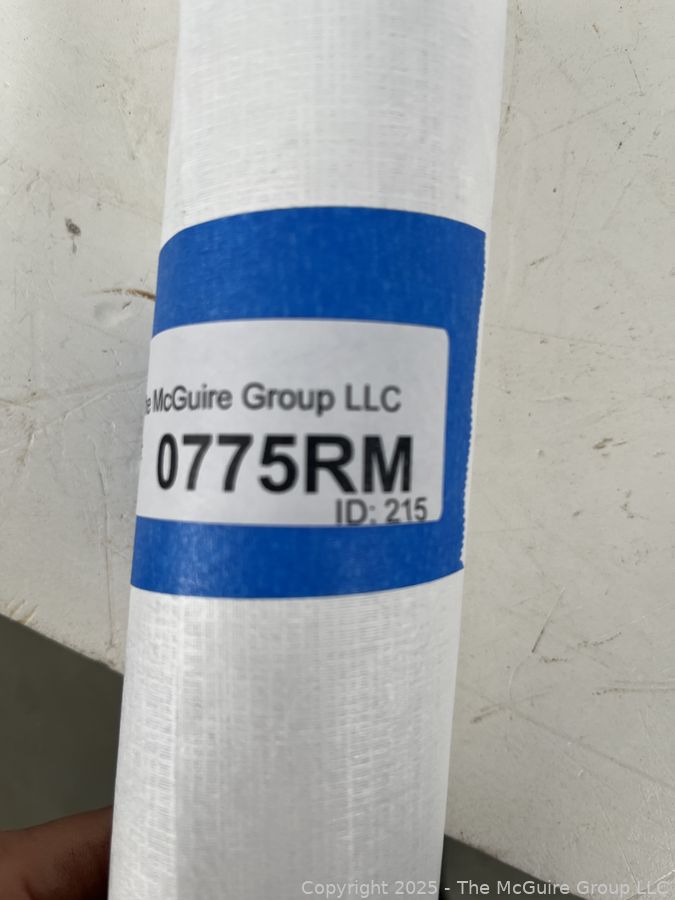 e McGuire Group LLC
0775RM
ID: 215
Copyright 2025 - The McGuire Group LLC